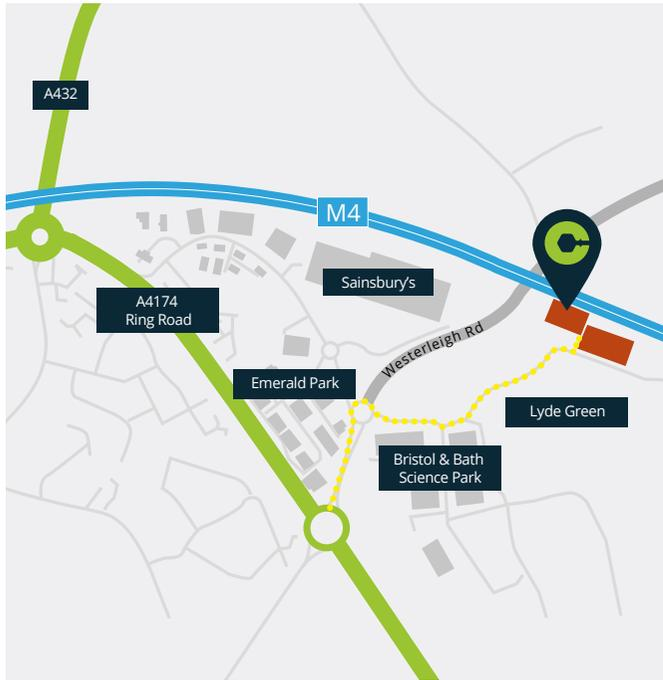 A432
M4
Sainsbury's
A4174
Ring Road
Westerleigh Rd
Emerald Park
Lyde Green
Bristol & Bath
Science Park